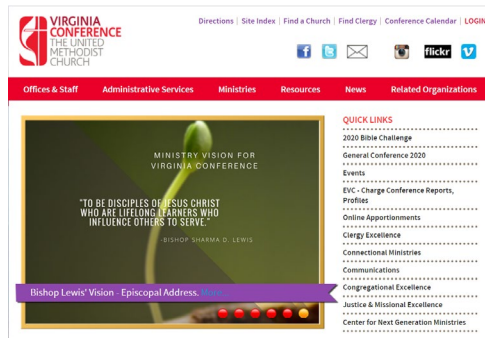 VIRGINIA
CONFERENCE
THE UNITED
METHODIST
CHURCH
Directions | Site Index | Find a Church | Find Clergy | Conference Calendar | LOGIN
flickr
Offices & Staff Administrative Services Ministries Resources News Related Organizations
MINISTRY VISION FOR
VIRGINIA CONFERENCE
"TO BE DISCIPLES OF JESUS CHRIST
WHO ARE LIFELONG LEARNERS WHO
INFLUENCE OTHERS TO SERVE."
-BISHOP SHARMA D. LEWIS
Bishop Lewis' Vision - Episcopal Address. More...
QUICK LINKS
2020 Bible Challenge
General Conference 2020
Events
EVC - Charge Conference Reports,
Profiles
Online Apportionments
Clergy Excellence
Connectional Ministries
Communications
Congregational Excellence
Justice & Missional Excellence
Center for Next Generation Ministries